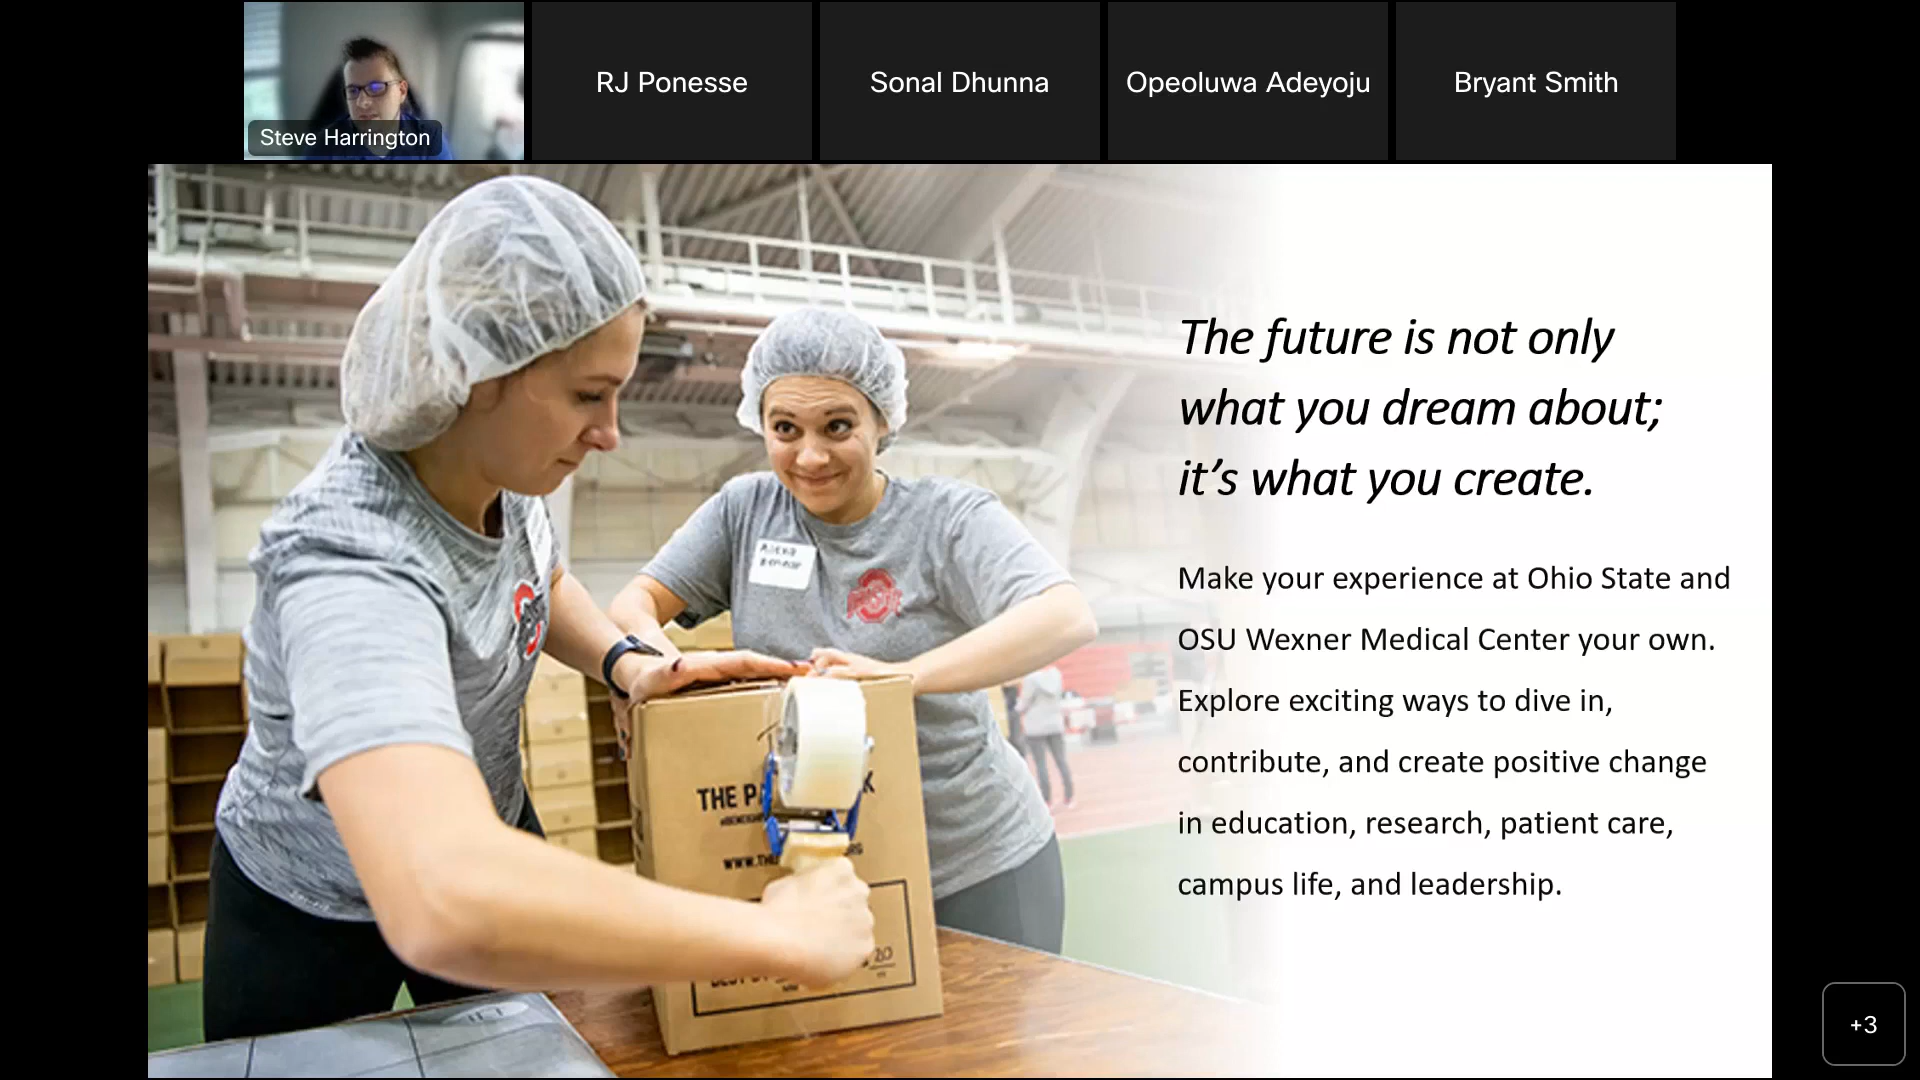 Steve Harrington
RJ Ponesse
Sonal Dhunna
Opeoluwa Adeyoju
Bryant Smith
The future is not only
what you dream about;
it's what you create.
Make your experience at Ohio State and
OSU Wexner Medical Center your own.
Explore exciting ways to dive in,
contribute, and create positive change
in education, research, patient care,
campus life, and leadership.
THE
WWW.
20
+3